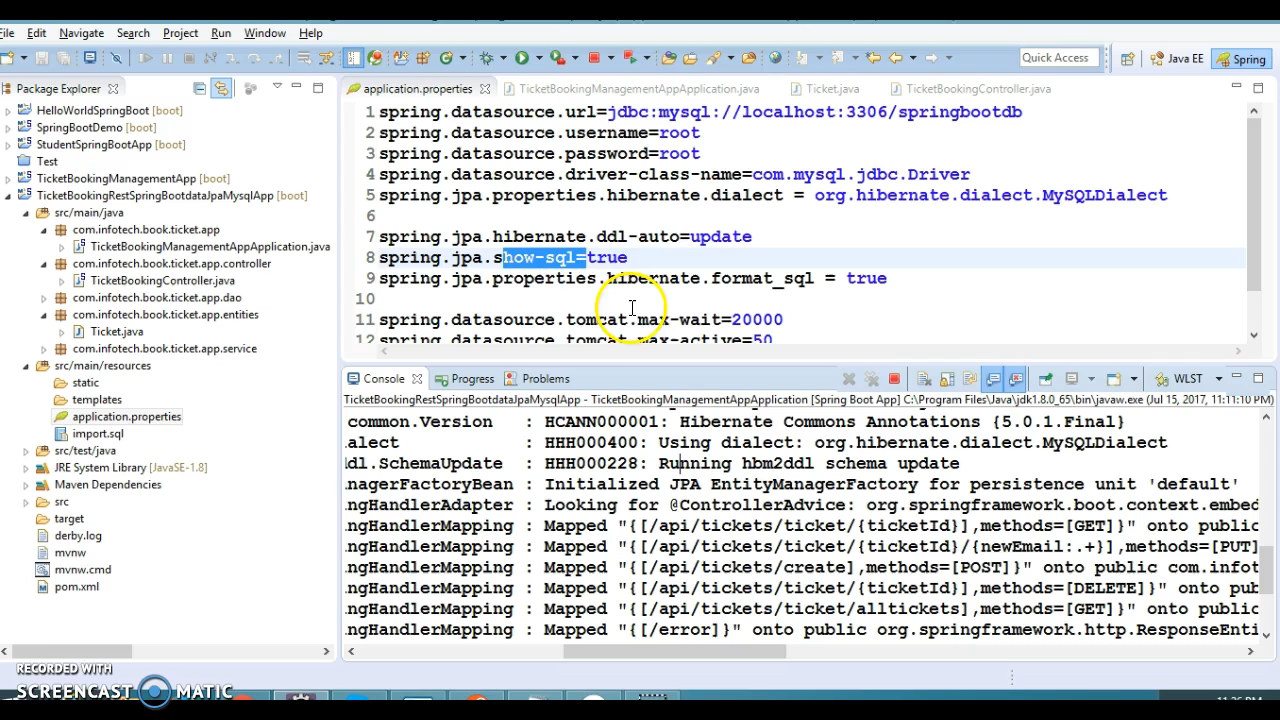 File Edit Navigate Search Project Run Window Help
Quick Access
Java EE
Spring
Package Explorer
HelloWorldSpringBoot [boot]
SpringBootDemo [boot]
StudentSpringBootApp [boot]
Test
TicketBookingManagementApp [boot]
TicketBookingRestSpringBootdataJpaMysqlApp [boot]
src/main/java
com.infotech.book.ticket.app
TicketBookingManagementAppApplication.java
com.infotech.book.ticket.app.controller
TicketBookingController.java
com.infotech.book.ticket.app.dao
com.infotech.book.ticket.app.entities
Ticket.java
com.infotech.book.ticket.app.service
src/main/resources
static
templates
application.properties
import.sql
src/test/java
JRE System Library [JavaSE-1.8]
Maven Dependencies
src
target
derby.log
mvnw
mvnw.cmd
pom.xml
application.properties TicketBookingManagementAppApplication.java Ticket.java TicketBookingController.java
1 spring.datasource.url=jdbc:mysql://localhost:3306/springbootdb
2 spring.datasource.username=root
3 spring.datasource.password=root
4 spring.datasource.driver-class-name=com.mysql.jdbc.Driver
5 spring.jpa.properties.hibernate.dialect = org.hibernate.dialect.MySQLDialect
6
7 spring.jpa.hibernate.ddl-auto=update
8 spring.jpa.show-sql=true
9 spring.jpa.properties.hibernate.format_sql = true
10
11 spring.datasource.tomcat.max-wait=20000
12 spring.datasource.tomcat.max-active=50
Console Progress Problems
WLST
TicketBookingRestSpringBootdataJpaMysqlApp - TicketBookingManagementAppApplication [Spring Boot App] C:\Program Files\Java\jdk1.8.0_65\bin\javaw.exe (Jul 15, 2017, 11:11:10 PM)
.common.Version : HCANN000001: Hibernate Commons Annotations {5.0.1.Final}
ialect : HHH000400: Using dialect: org.hibernate.dialect.MySQLDialect
ddl.SchemaUpdate : HHH000228: Running hbm2ddl schema update
nagerFactoryBean : Initialized JPA EntityManagerFactory for persistence unit 'default'
ngHandlerAdapter : Looking for @ControllerAdvice: org.springframework.boot.context.embed
ngHandlerMapping : Mapped "{[/api/tickets/ticket/{ticketId}],methods=[GET]}" onto public
ngHandlerMapping : Mapped "{[/api/tickets/ticket/{ticketId}/{newEmail:.+}],methods=[PUT]
ngHandlerMapping : Mapped "{[/api/tickets/create],methods=[POST]}" onto public com.infot
ngHandlerMapping : Mapped "{[/api/tickets/ticket/{ticketId}],methods=[DELETE]}" onto pub
ngHandlerMapping : Mapped "{[/api/tickets/ticket/alltickets],methods=[GET]}" onto public
ngHandlerMapping : Mapped "{[/error]}" onto public org.springframework.http.ResponseEnti
RECORDED WITH
SCREENCAST MATIC